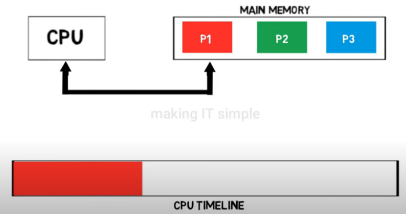 MAIN MEMORY
CPU
P1 P2 P3
making IT simple
CPU TIMELINE